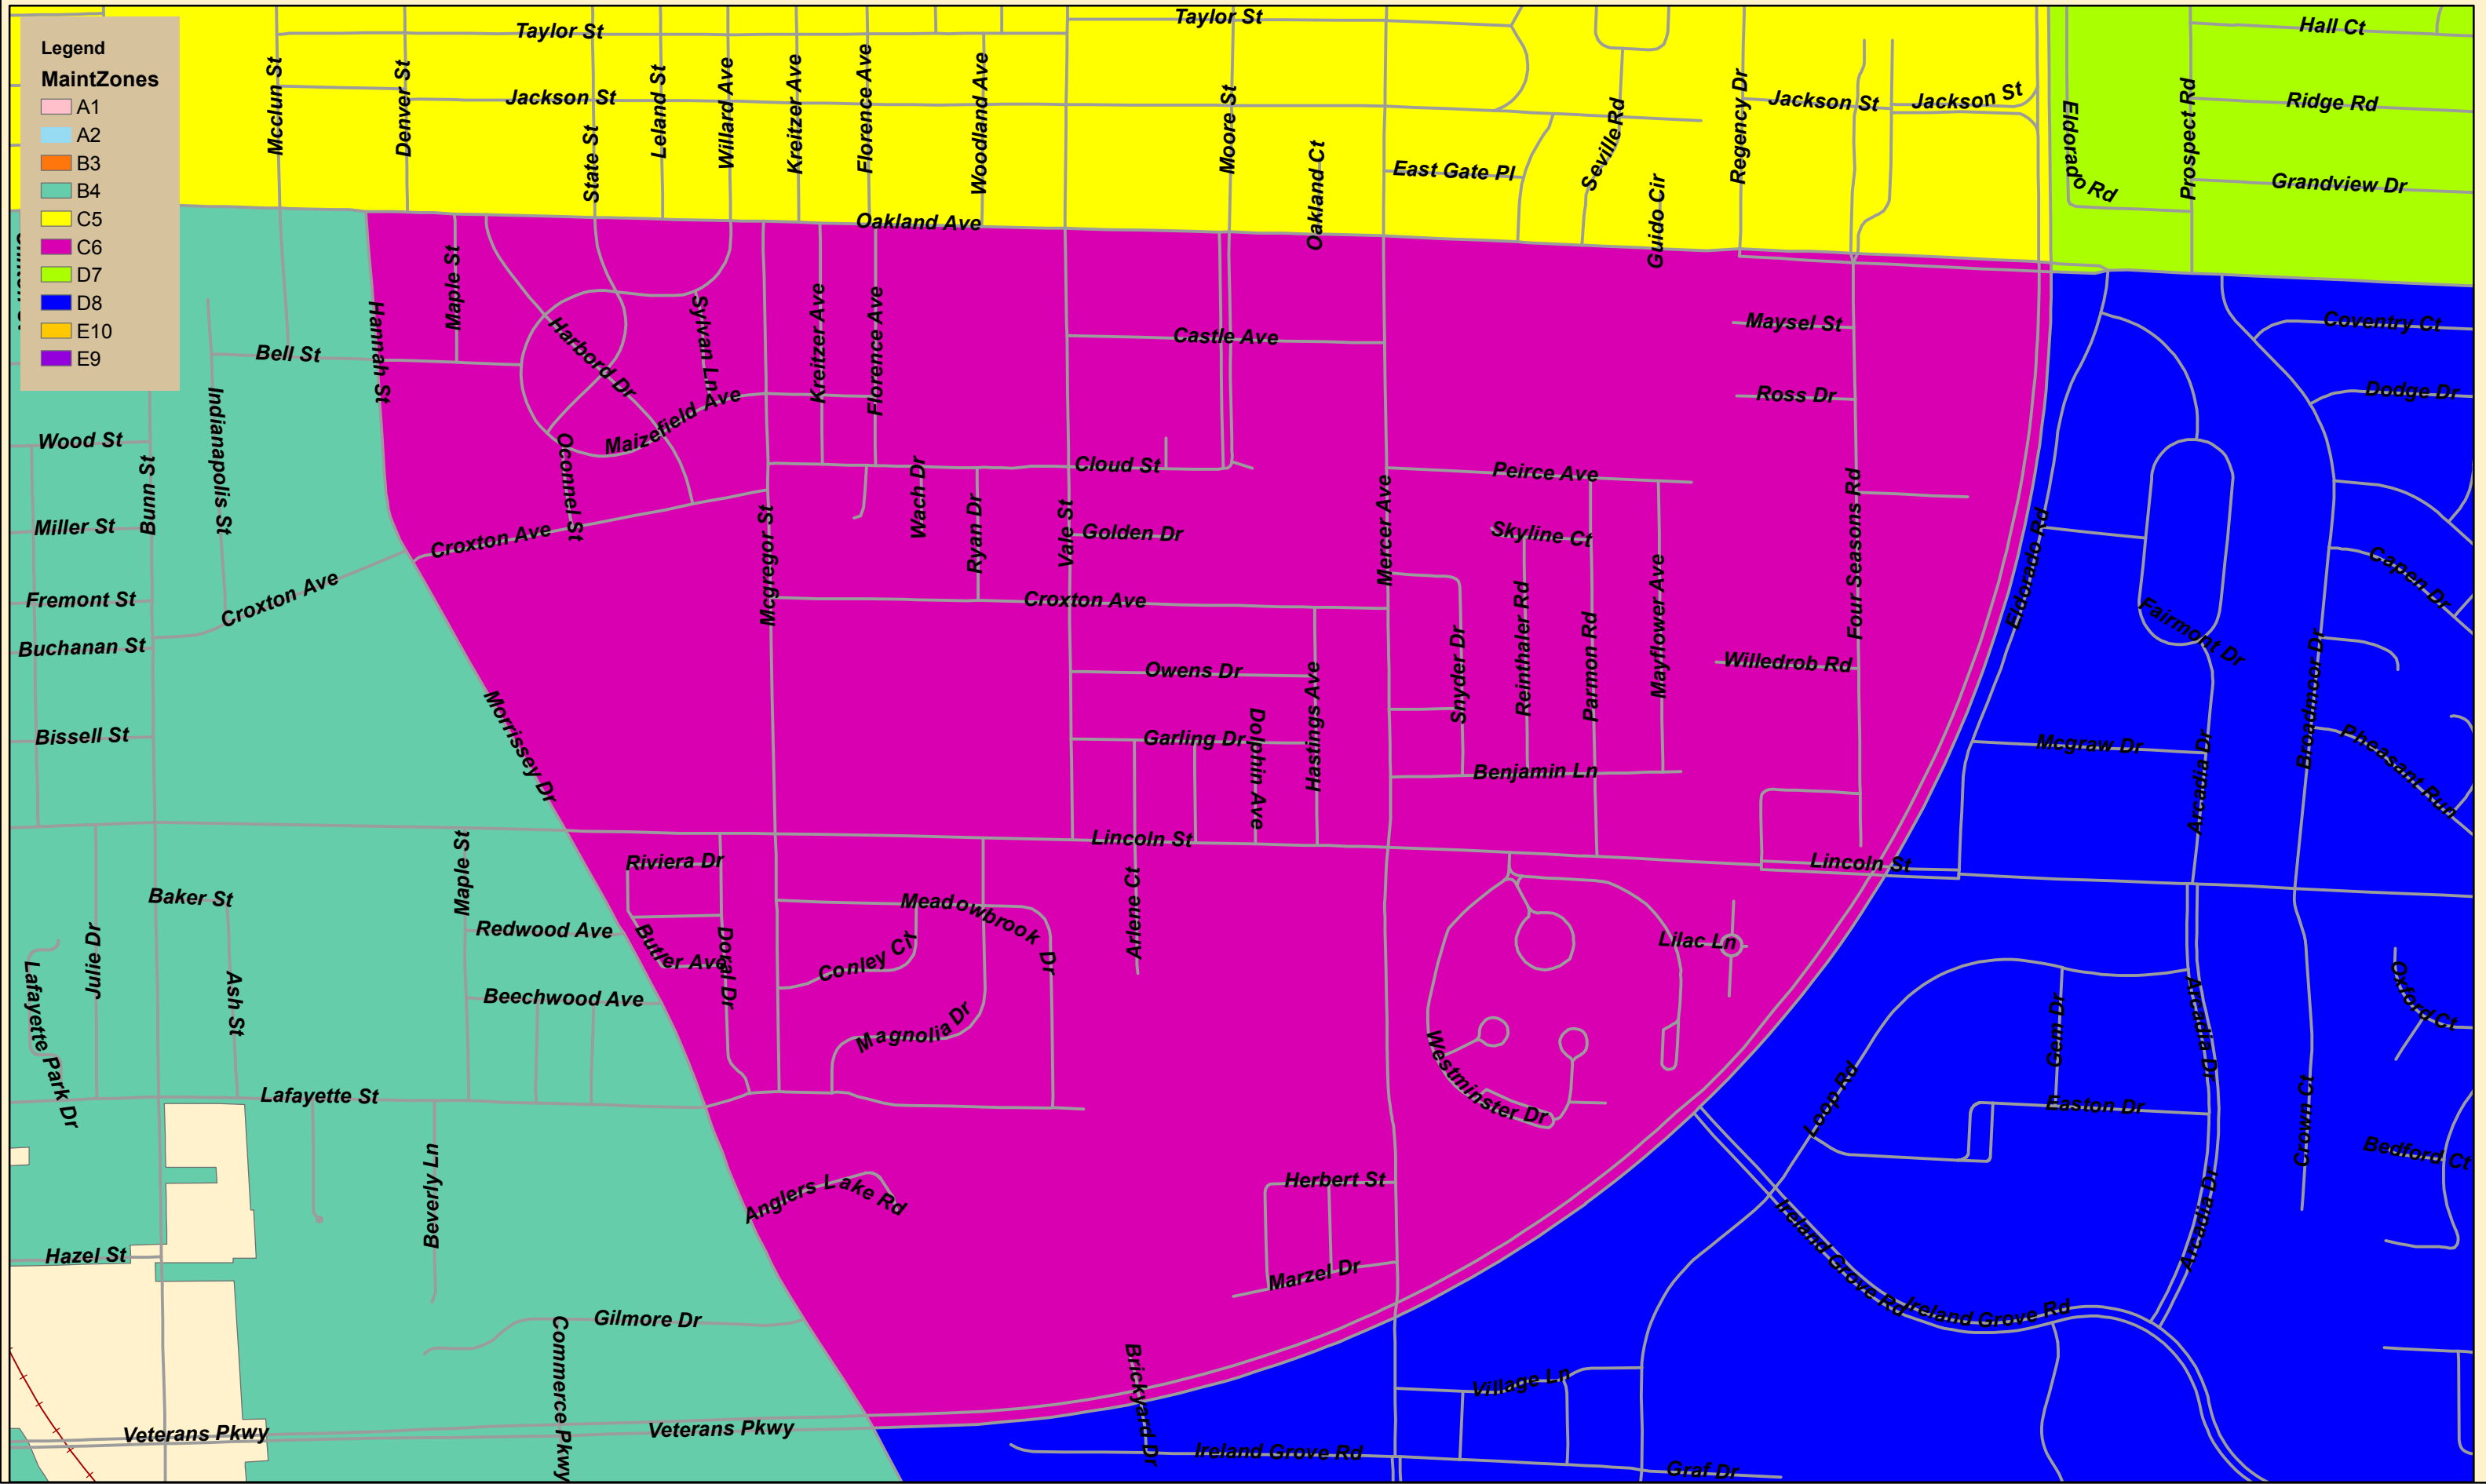 Legend
MaintZones
A1
A2
B3
B4
C5
C6
D7
D8
E10
E9
Taylor St
Taylor St
Hall Ct
Mcclun St
Denver St
State St
Leland St
Willard Ave
Kreitzer Ave
Florence Ave
Woodland Ave
Moore St
Oakland Ct
Seville Rd
Guido Cir
Regency Dr
Eldorado Rd
Prospect Rd
Jackson St
Jackson St
Jackson St
Ridge Rd
East Gate Pl
Grandview Dr
Oakland Ave
Hannah St
Maple St
Harbord Dr
Sylvan Ln
Kreitzer Ave
Florence Ave
Castle Ave
Maysel St
Coventry Ct
Bell St
Ross Dr
Dodge Dr
Indianapolis St
Maizefield Ave
Oconnel St
Wood St
Bunn St
Cloud St
Peirce Ave
Wach Dr
Ryan Dr
Vale St
Mercer Ave
Four Seasons Rd
Miller St
Croxton Ave
Mcgregor St
Golden Dr
Skyline Ct
Eldorado Rd
Capen Dr
Fremont St
Croxton Ave
Croxton Ave
Fairmont Dr
Buchanan St
Snyder Dr
Reinthaler Rd
Parmon Rd
Mayflower Ave
Owens Dr
Hastings Ave
Willedrob Rd
Broadmoor Dr
Bissell St
Morrissey Dr
Garling Dr
Dolphin Ave
Benjamin Ln
Mcgraw Dr
Arcadia Dr
Pheasant Run
Lincoln St
Lincoln St
Maple St
Riviera Dr
Baker St
Arlene Ct
Meadowbrook Dr
Redwood Ave
Butler Ave
Doral Dr
Conley Ct
Lilac Ln
Julie Dr
Lafayette Park Dr
Ash St
Beechwood Ave
Magnolia Dr
Westminster Dr
Gem Dr
Arcadia Dr
Oxford Ct
Lafayette St
Loop Rd
Easton Dr
Crown Ct
Bedford Ct
Beverly Ln
Anglers Lake Rd
Herbert St
Arcadia Dr
Hazel St
Marzel Dr
Ireland Grove Rd
Ireland Grove Rd
Gilmore Dr
Commerce Pkwy
Brickyard Dr
Village Ln
Veterans Pkwy
Veterans Pkwy
Ireland Grove Rd
Graf Dr